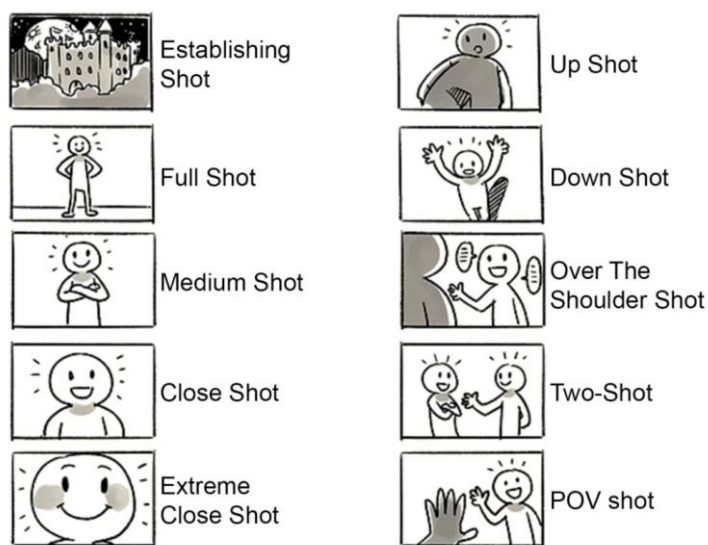 Establishing
Shot
Full Shot
Medium Shot
Close Shot
Extreme
Close Shot
Up Shot
Down Shot
Over The
Shoulder Shot
Two-Shot
POV shot